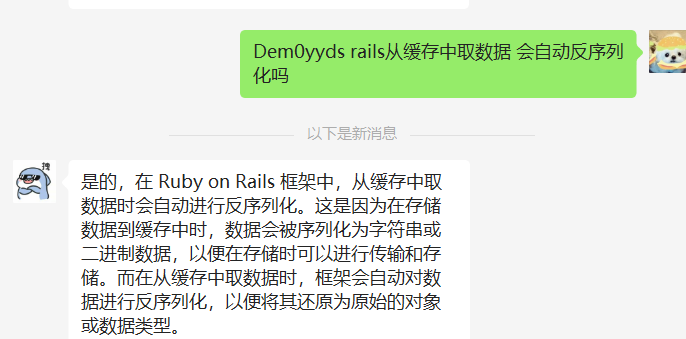 Dem0yyds rails从缓存中取数据 会自动反序列
化吗
以下是新消息
拽
是的，在 Ruby on Rails 框架中，从缓存中取
数据时会自动进行反序列化。这是因为在存储
数据到缓存中时，数据会被序列化为字符串或
二进制数据，以便在存储时可以进行传输和存
储。而在从缓存中取数据时，框架会自动对数
据进行反序列化，以便将其还原为原始的对象
或数据类型。